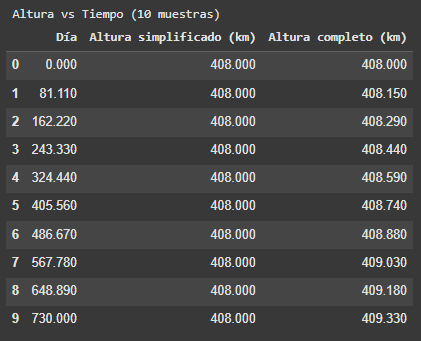 Altura vs Tiempo (10 muestras)
Día Altura simplificado (km) Altura completo (km)
0 0.000 408.000 408.000
1 81.110 408.000 408.150
2 162.220 408.000 408.290
3 243.330 408.000 408.440
4 324.440 408.000 408.590
5 405.560 408.000 408.740
6 486.670 408.000 408.880
7 567.780 408.000 409.030
8 648.890 408.000 409.180
9 730.000 408.000 409.330